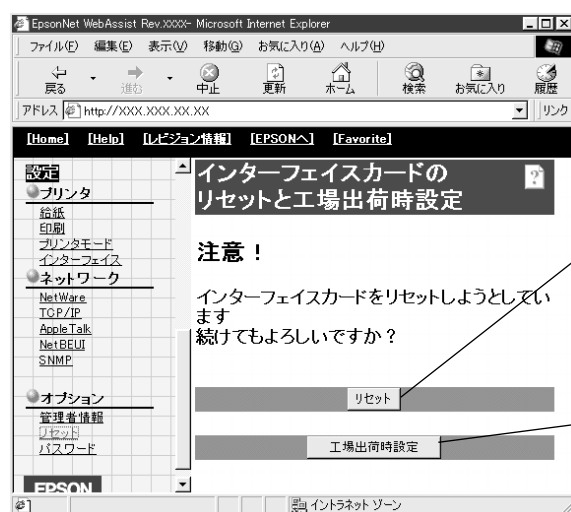 EpsonNet WebAssist Rev.XXXX- Microsoft Internet Explorer
ファイル(F) 編集(E) 表示(V) 移動(G) お気に入り(A) ヘルプ(H)
戻る 進む 中止 更新 ホーム 検索 お気に入り 履歴
アドレス http://XXX.XXX.XX.XX リンク
[Home] [Help] [レビジョン情報] [EPSONへ] [Favorite]
設定
プリンタ
給紙
印刷
プリンタモード
インターフェイス
ネットワーク
NetWare
TCP/IP
AppleTalk
NetBEUI
SNMP
オプション
管理者情報
リセット
パスワード
EPSON
インターフェイスカードの
リセットと工場出荷時設定
?
注意！
インターフェイスカードをリセットしようとしてい
ます
続けてもよろしいですか？
リセット
工場出荷時設定
イントラネット ゾーン